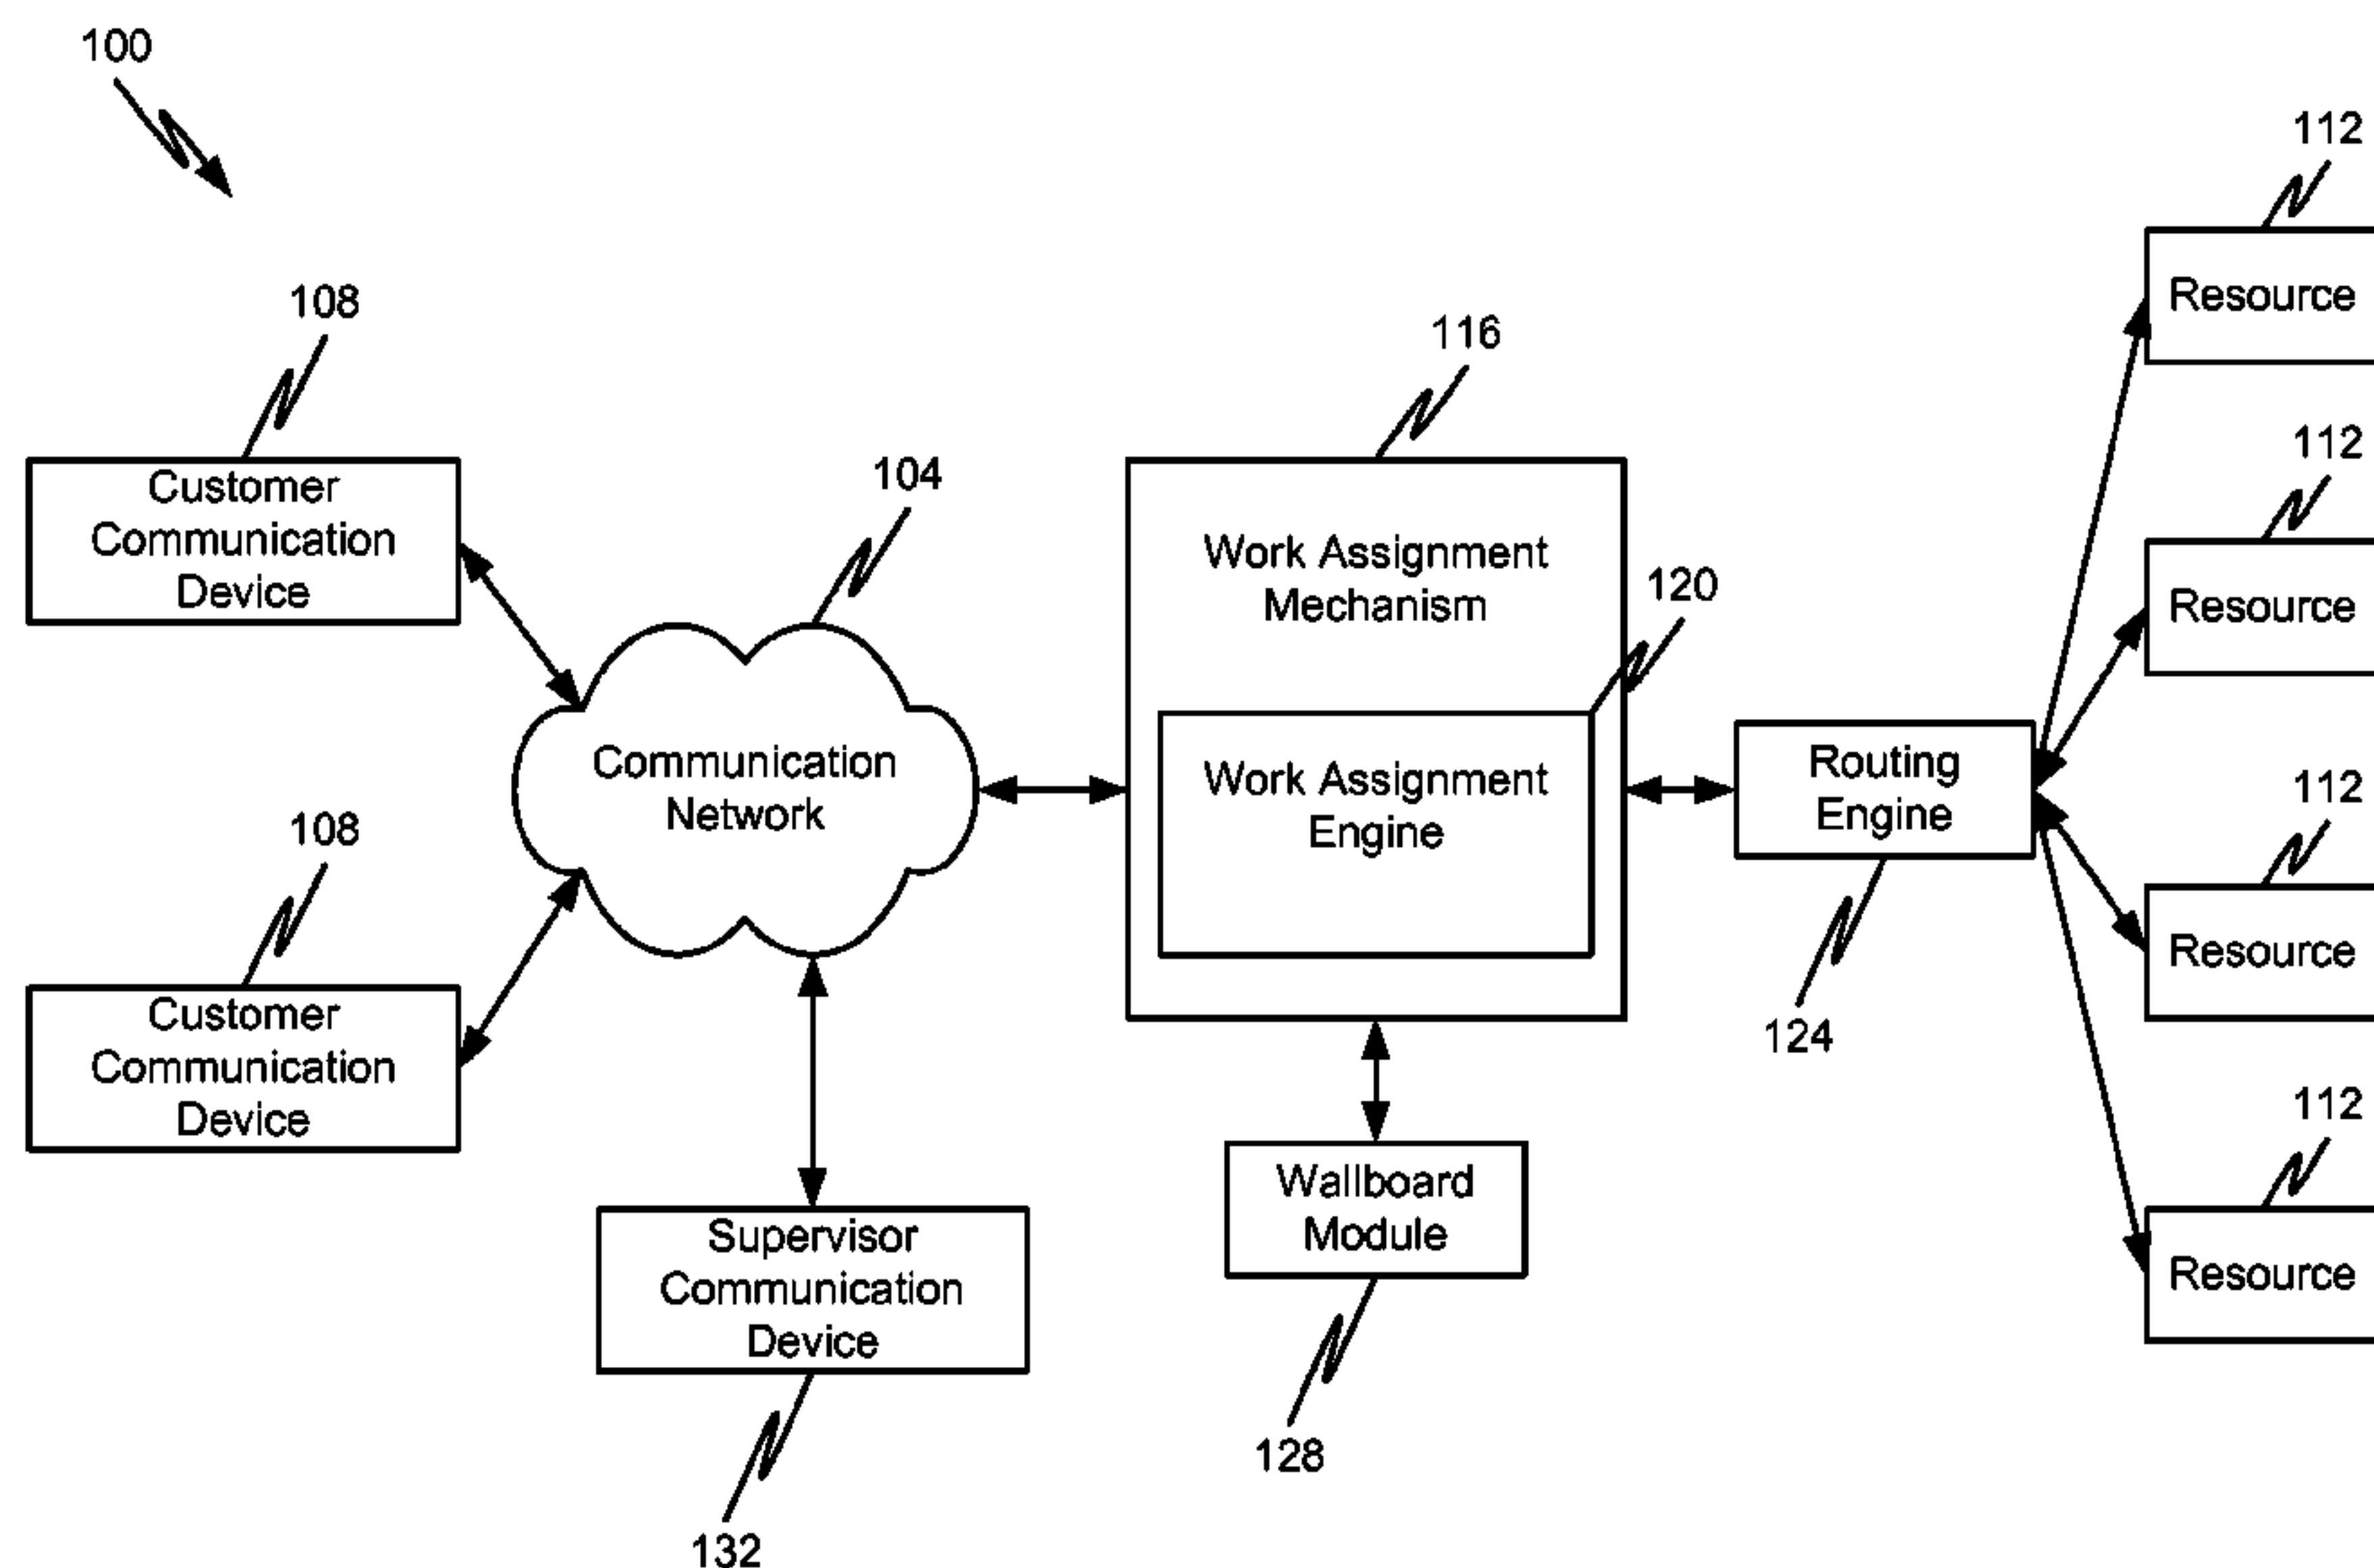 100
108
Customer
Communication
Device
104
Communication
Network
108
Customer
Communication
Device
Supervisor
Communication
Device
132
116
Work Assignment
Mechanism
120
Work Assignment
Engine
Wallboard
Module
128
Routing
Engine
124
112
Resource
112
Resource
112
Resource
112
Resource